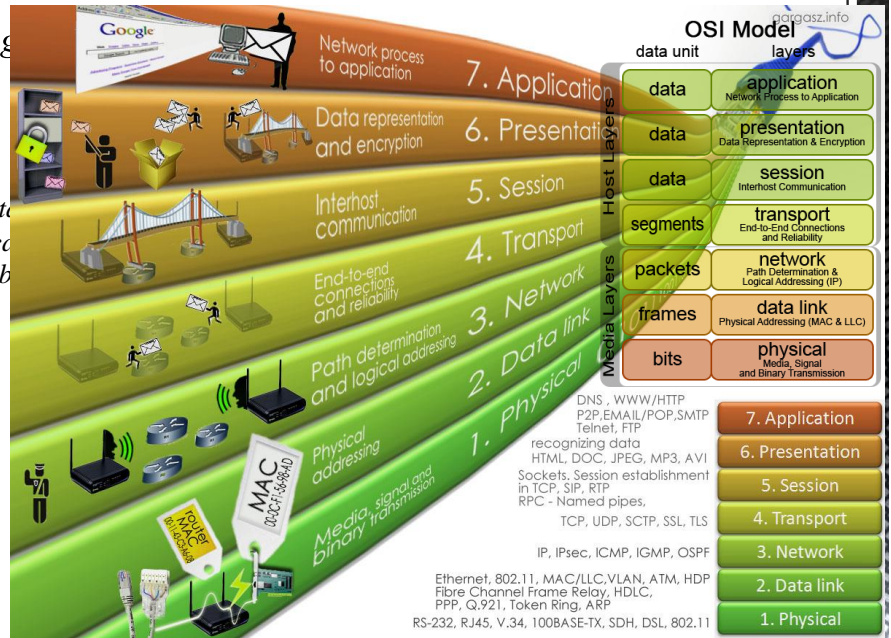 gargasz.info
OSI Model
data unit
layers
Host Layers
data
application
Network Process to Application
data
presentation
Data Representation & Encryption
data
session
Interhost Communication
segments
transport
End-to-End Connections
and Reliability
Media Layers
packets
network
Path Determination &
Logical Addressing (IP)
frames
data link
Physical Addressing (MAC & LLC)
bits
physical
Media, Signal
and Binary Transmission
Google
Network process
to application
7. Application
Data representation
and encryption
6. Presentation
Interhost
communication
5. Session
End-to-end
connections
and reliability
4. Transport
Path determination
and logical addressing
3. Network
Physical
addressing
2. Data link
Media, signal and
binary transmission
1. Physical
MAC
router
MAC
DNS , WWW/HTTP
P2P,EMAIL/POP,SMTP
Telnet, FTP
7. Application
recognizing data
HTML, DOC, JPEG, MP3, AVI
6. Presentation
Sockets. Session establishment
in TCP, SIP, RTP
RPC - Named pipes,
5. Session
TCP, UDP, SCTP, SSL, TLS
4. Transport
IP, IPsec, ICMP, IGMP, OSPF
3. Network
Ethernet, 802.11, MAC/LLC,VLAN, ATM, HDP
Fibre Channel Frame Relay, HDLC,
PPP, Q.921, Token Ring, ARP
2. Data link
RS-232, RJ45, V.34, 100BASE-TX, SDH, DSL, 802.11
1. Physical